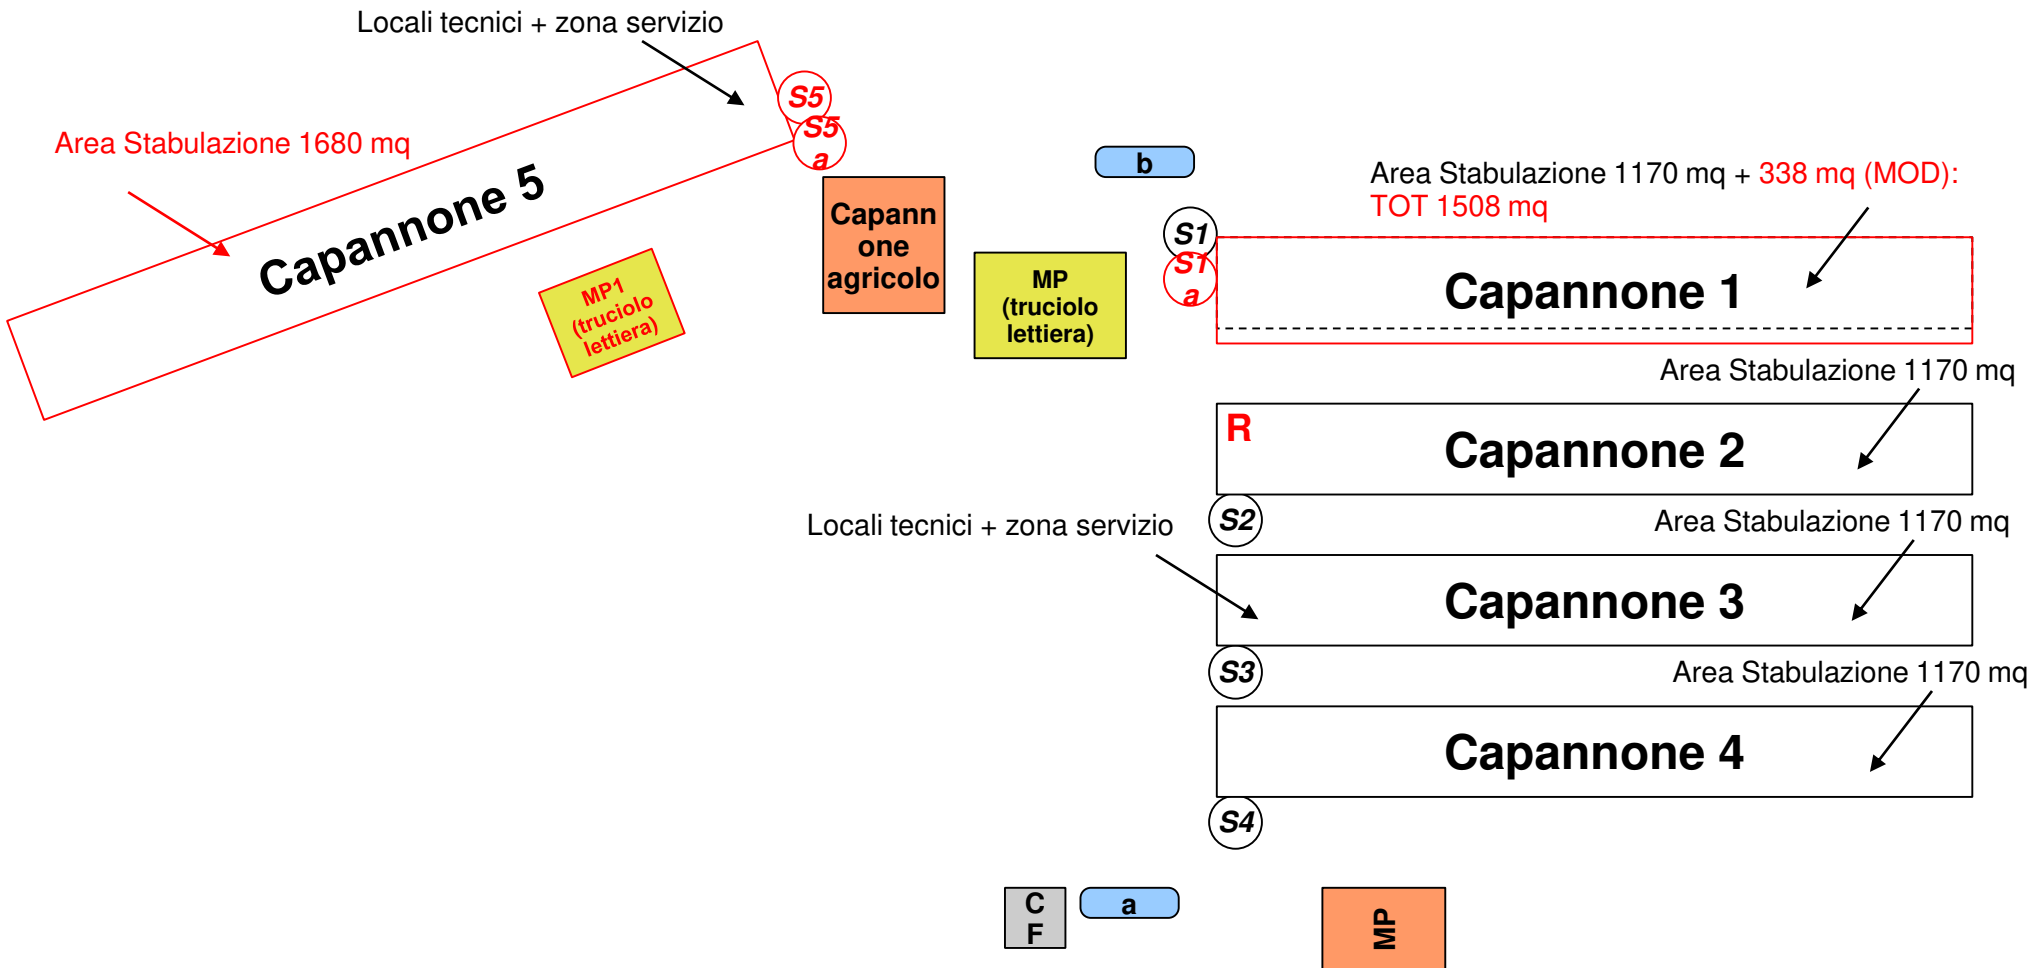 Locali tecnici + zona servizio
S5
S5
a
Area Stabulazione 1680 mq
Capannone 5
b
Area Stabulazione 1170 mq + 338 mq (MOD):
TOT 1508 mq
Capann
one
agricolo
S1
S1
a
MP
(truciolo
lettiera)
MP1
(truciolo
lettiera)
Capannone 1
Area Stabulazione 1170 mq
R
Capannone 2
S2
Locali tecnici + zona servizio
Area Stabulazione 1170 mq
Capannone 3
S3
Area Stabulazione 1170 mq
Capannone 4
S4
C
F
a
MP